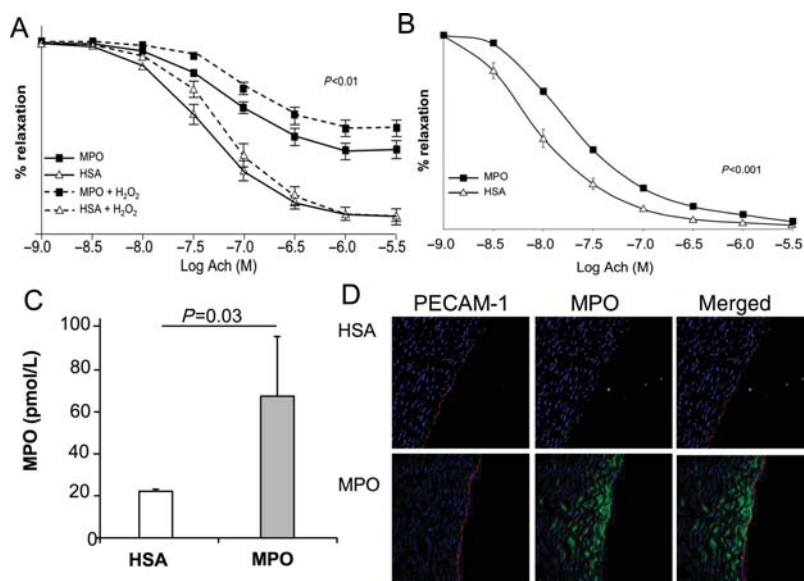 A
% relaxation
P<0.01
MPO
HSA
MPO + H₂O₂
HSA + H₂O₂
−9.0 −8.5 −8.0 −7.5 −7.0 −6.5 −6.0 −5.5
Log Ach (M)
B
% relaxation
P<0.001
MPO
HSA
−9.0 −8.5 −8.0 −7.5 −7.0 −6.5 −6.0 −5.5
Log Ach (M)
C
P=0.03
MPO (pmol/L)
100
80
60
40
20
0
HSA MPO
D
PECAM-1 MPO Merged
HSA
MPO